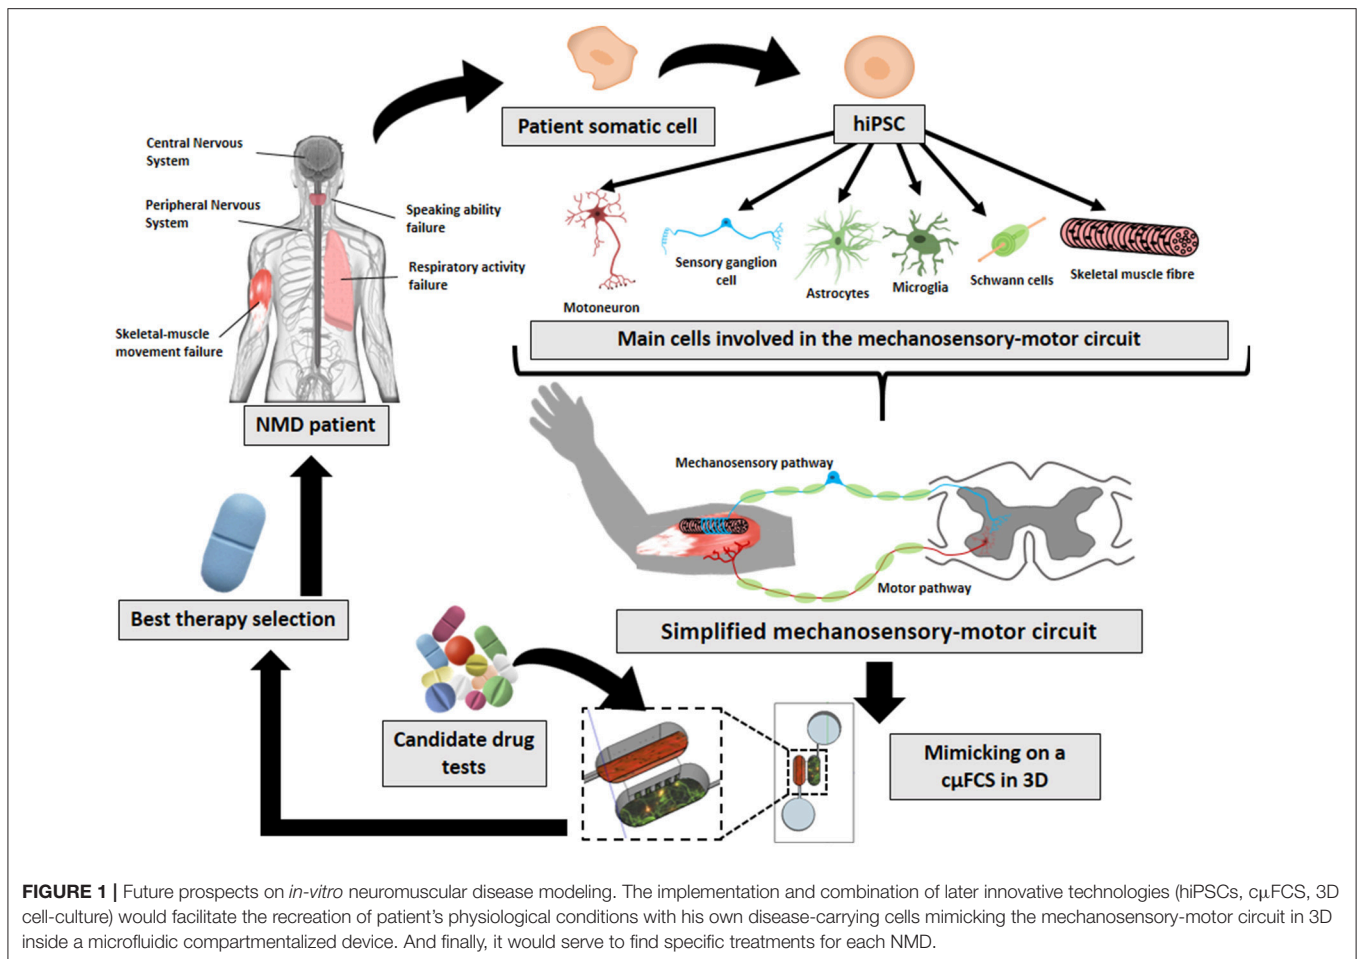 Patient somatic cell
hiPSC
Central Nervous
System
Peripheral Nervous
System
Speaking ability
failure
Respiratory activity
failure
Skeletal-muscle
movement failure
NMD patient
Motoneuron
Sensory ganglion
cell
Astrocytes
Microglia
Schwann cells
Skeletal muscle fibre
Main cells involved in the mechanosensory-motor circuit
Mechanosensory pathway
Motor pathway
Simplified mechanosensory-motor circuit
Best therapy selection
Candidate drug
tests
Mimicking on a
cµFCS in 3D
FIGURE 1 | Future prospects on in-vitro neuromuscular disease modeling. The implementation and combination of later innovative technologies (hiPSCs, cµFCS, 3D
cell-culture) would facilitate the recreation of patient's physiological conditions with his own disease-carrying cells mimicking the mechanosensory-motor circuit in 3D
inside a microfluidic compartmentalized device. And finally, it would serve to find specific treatments for each NMD.